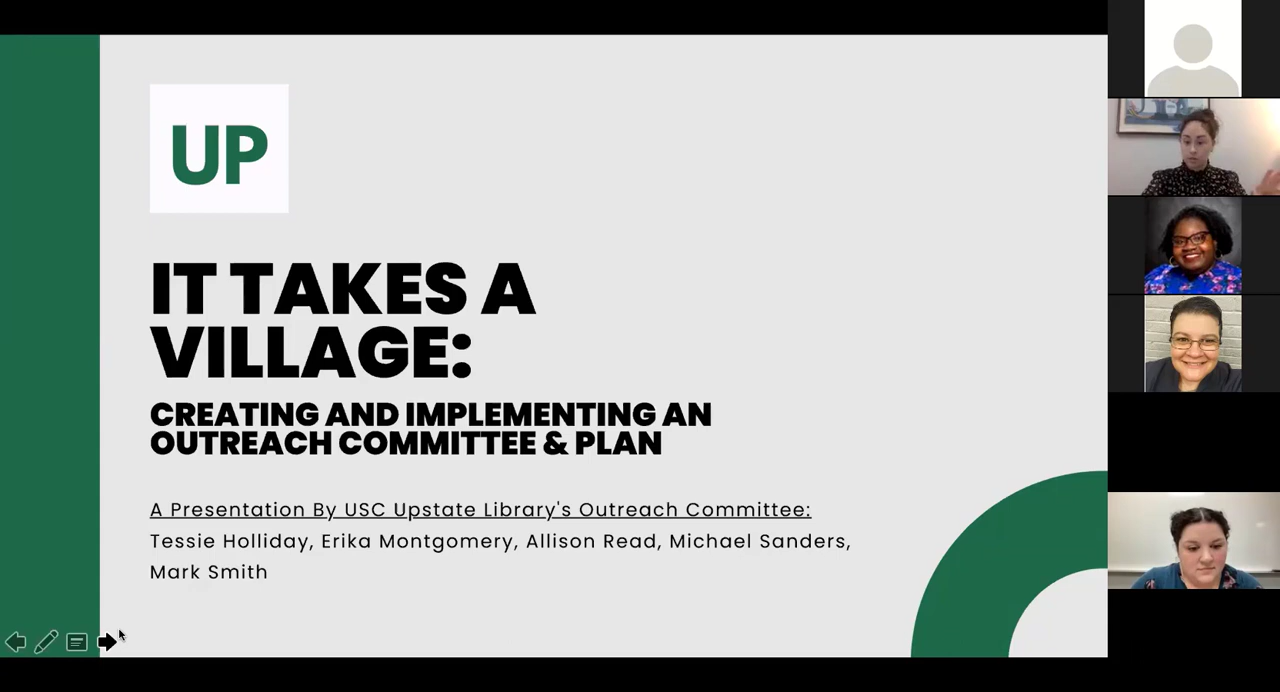 UP
IT TAKES A
VILLAGE:
CREATING AND IMPLEMENTING AN
OUTREACH COMMITTEE & PLAN
A Presentation By USC Upstate Library's Outreach Committee:
Tessie Holliday, Erika Montgomery, Allison Read, Michael Sanders,
Mark Smith